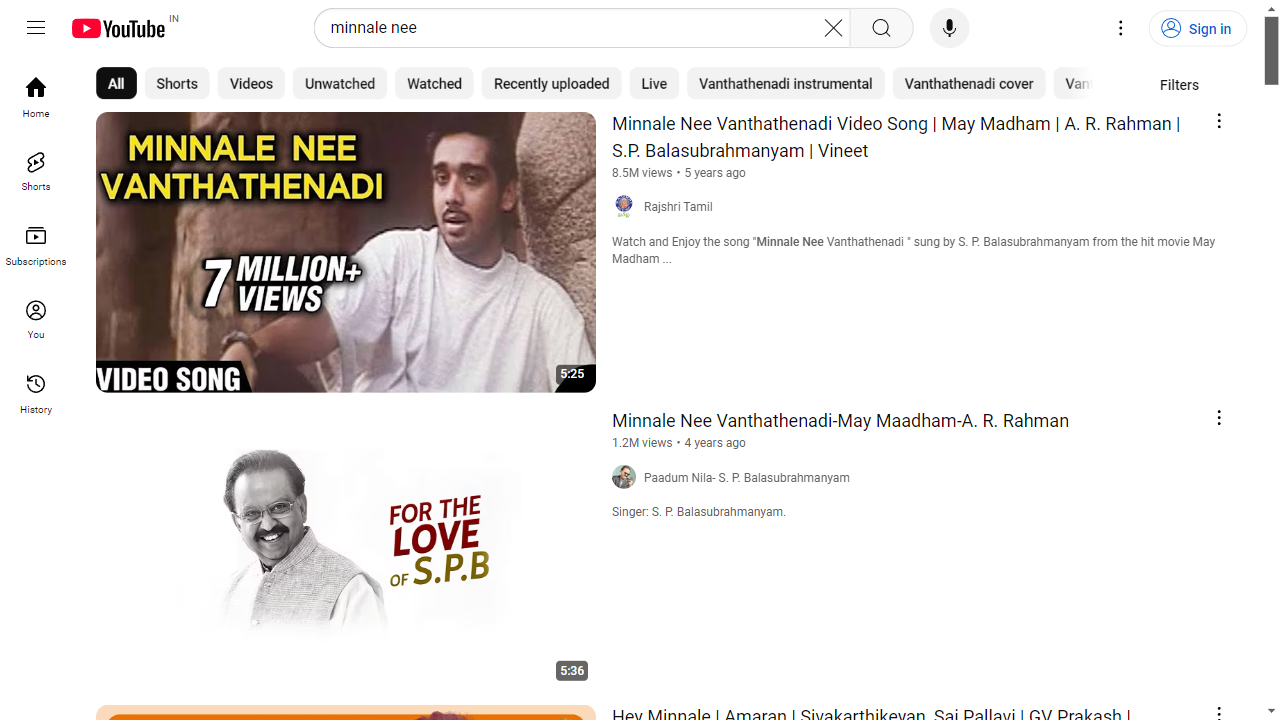 YouTube IN
minnale nee
Sign in
All
Shorts
Videos
Unwatched
Watched
Recently uploaded
Live
Vanthathenadi instrumental
Vanthathenadi cover
Filters
Home
Shorts
Subscriptions
You
History
MINNALE NEE
VANTHATHENADI
7 MILLION+
VIEWS
VIDEO SONG
5:25
Minnale Nee Vanthathenadi Video Song | May Madham | A. R. Rahman |
S.P. Balasubrahmanyam | Vineet
8.5M views • 5 years ago
Rajshri Tamil
Watch and Enjoy the song "Minnale Nee Vanthathenadi " sung by S. P. Balasubrahmanyam from the hit movie May
Madham ...
FOR THE
LOVE
OF S.P.B
5:36
Minnale Nee Vanthathenadi-May Maadham-A. R. Rahman
1.2M views • 4 years ago
Paadum Nila- S. P. Balasubrahmanyam
Singer: S. P. Balasubrahmanyam.
Hey Minnale | Amaran | Sivakarthikeyan, Sai Pallavi | GV Prakash |